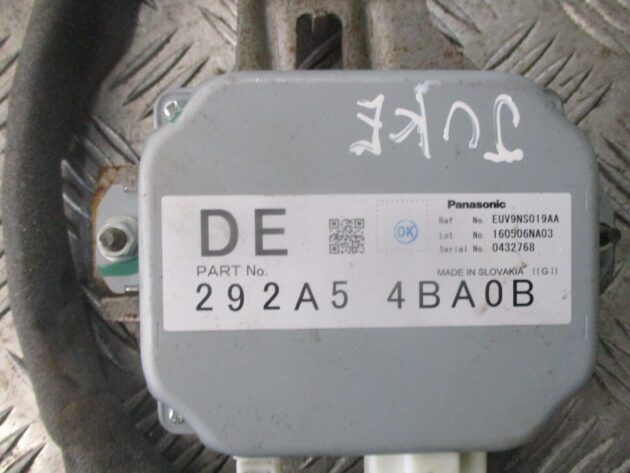 JUKE
DE
OK
Panasonic
Ref No. EUV9NS019AA
Lot No. 160506NA03
Serial No. 0432768
PART No.
MADE IN SLOVAKIA ((G))
292A5 4BA0B